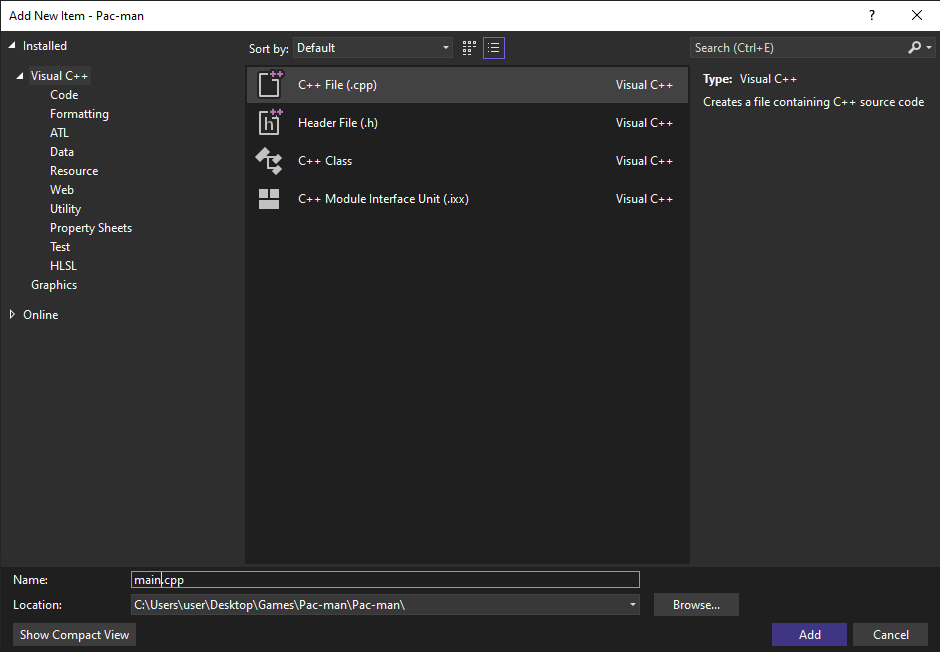 Add New Item - Pac-man
?
Installed
Visual C++
Code
Formatting
ATL
Data
Resource
Web
Utility
Property Sheets
Test
HLSL
Graphics
Online
Sort by: Default
C++ File (.cpp) Visual C++
Header File (.h) Visual C++
C++ Class Visual C++
C++ Module Interface Unit (.ixx) Visual C++
Search (Ctrl+E)
Type: Visual C++
Creates a file containing C++ source code
Name: main.cpp
Location: C:\Users\user\Desktop\Games\Pac-man\Pac-man\ Browse...
Show Compact View Add Cancel